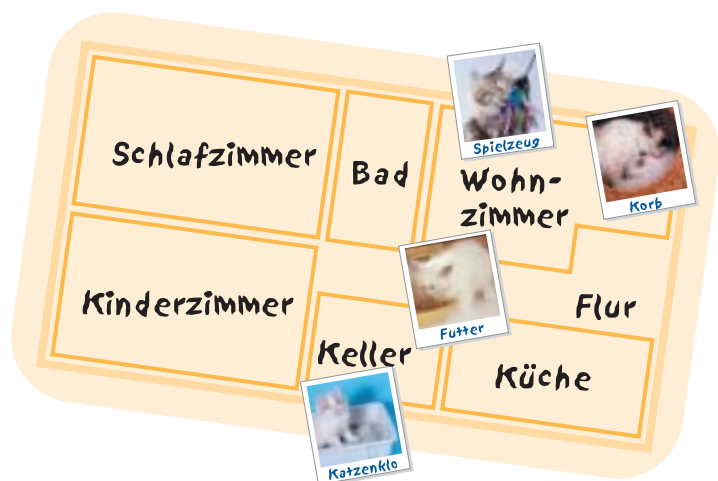 Schlafzimmer
Bad
Wohn-
zimmer
Spielzeug
Korb
Kinderzimmer
Futter
Flur
Keller
Küche
Katzenklo